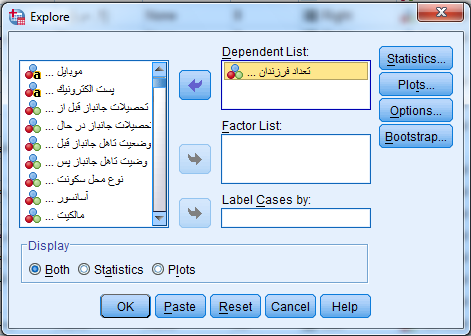 Explore
Dependent List:
موبایل ...
پست الکترونیك ...
تحصیلات جانباز قبل از ...
تحصیلات جانباز در حال ...
وضعیت تاهل جانباز قبل ...
وضیت تاهل جانباز پس ...
نوع محل سکونت ...
آسانسور ...
مالکیت ...
تعداد فرزندان ...
Factor List:
Label Cases by:
Statistics...
Plots...
Options...
Bootstrap...
Display
Both
Statistics
Plots
OK
Paste
Reset
Cancel
Help